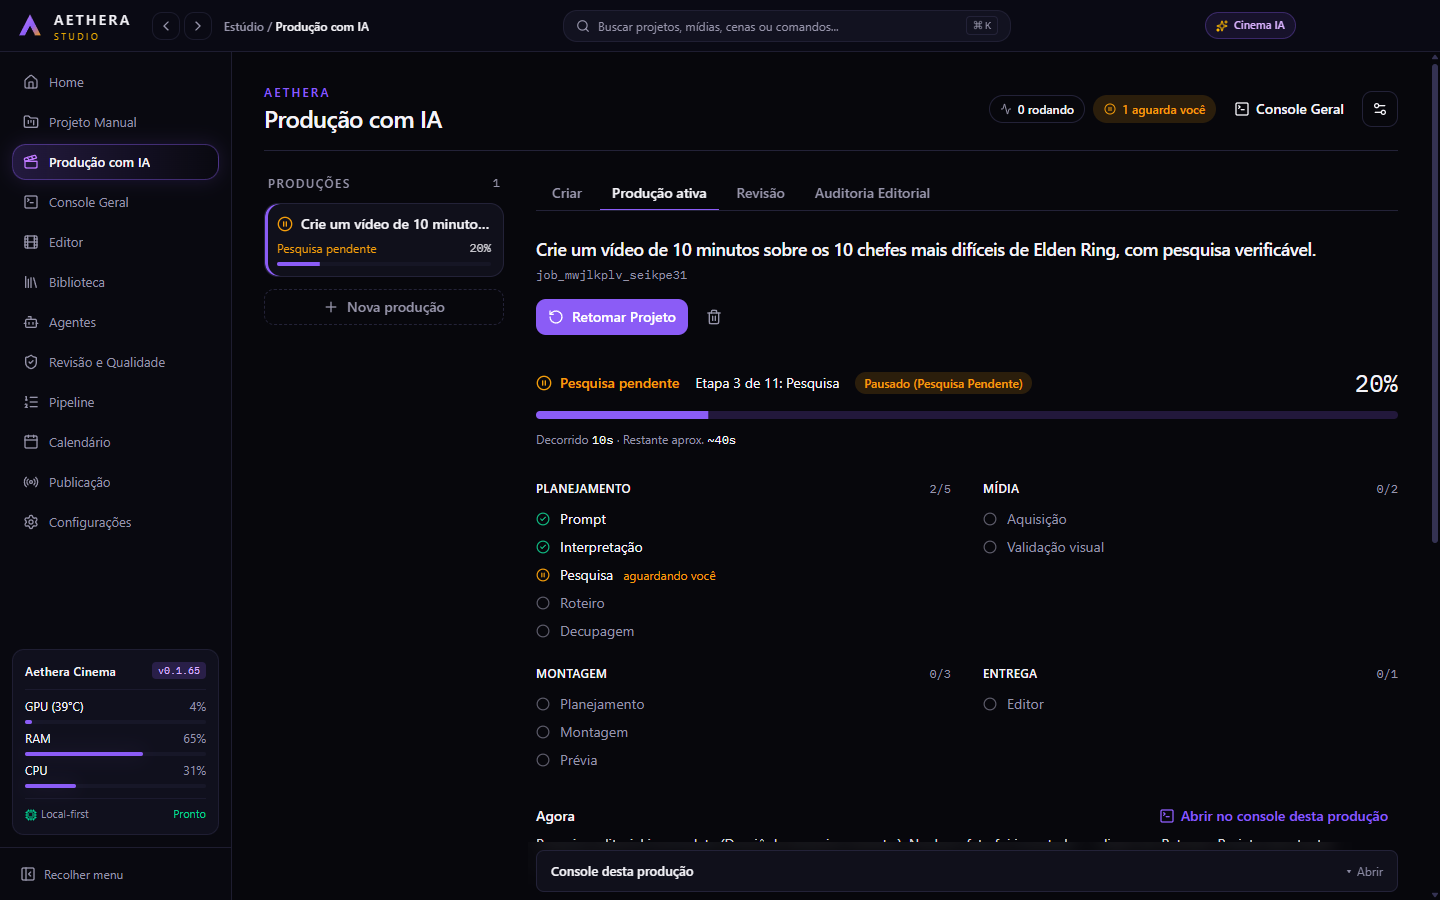 AETHERA
STUDIO
Estúdio / Produção com IA
Buscar projetos, mídias, cenas ou comandos...
⌘ K
Cinema IA
Home
Projeto Manual
Produção com IA
Console Geral
Editor
Biblioteca
Agentes
Revisão e Qualidade
Pipeline
Calendário
Publicação
Configurações
Aethera Cinema
v0.1.65
GPU (39°C)
4%
RAM
65%
CPU
31%
Local-first
Pronto
Recolher menu
AETHERA
Produção com IA
0 rodando
1 aguarda você
Console Geral
PRODUÇÕES
1
Crie um vídeo de 10 minuto...
Pesquisa pendente
20%
Nova produção
Criar
Produção ativa
Revisão
Auditoria Editorial
Crie um vídeo de 10 minutos sobre os 10 chefes mais difíceis de Elden Ring, com pesquisa verificável.
job_mwjlkplv_seikpe31
Retomar Projeto
Pesquisa pendente
Etapa 3 de 11: Pesquisa
Pausado (Pesquisa Pendente)
20%
Decorrido 10s · Restante aprox. ~40s
PLANEJAMENTO
2/5
Prompt
Interpretação
Pesquisa
aguardando você
Roteiro
Decupagem
MÍDIA
0/2
Aquisição
Validação visual
MONTAGEM
0/3
Planejamento
Montagem
Prévia
ENTREGA
0/1
Editor
Agora
Abrir no console desta produção
Console desta produção
Abrir